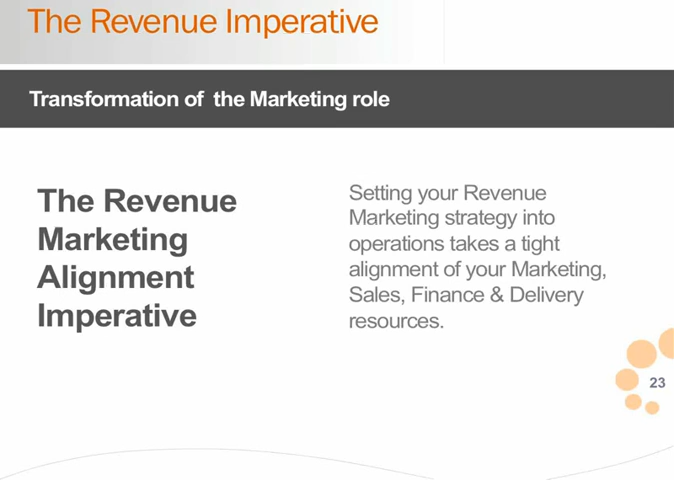 The Revenue Imperative
Transformation of  the Marketing role
The Revenue
Marketing
Alignment
Imperative
Setting your Revenue
Marketing strategy into
operations takes a tight
alignment of your Marketing,
Sales, Finance & Delivery
resources.
23